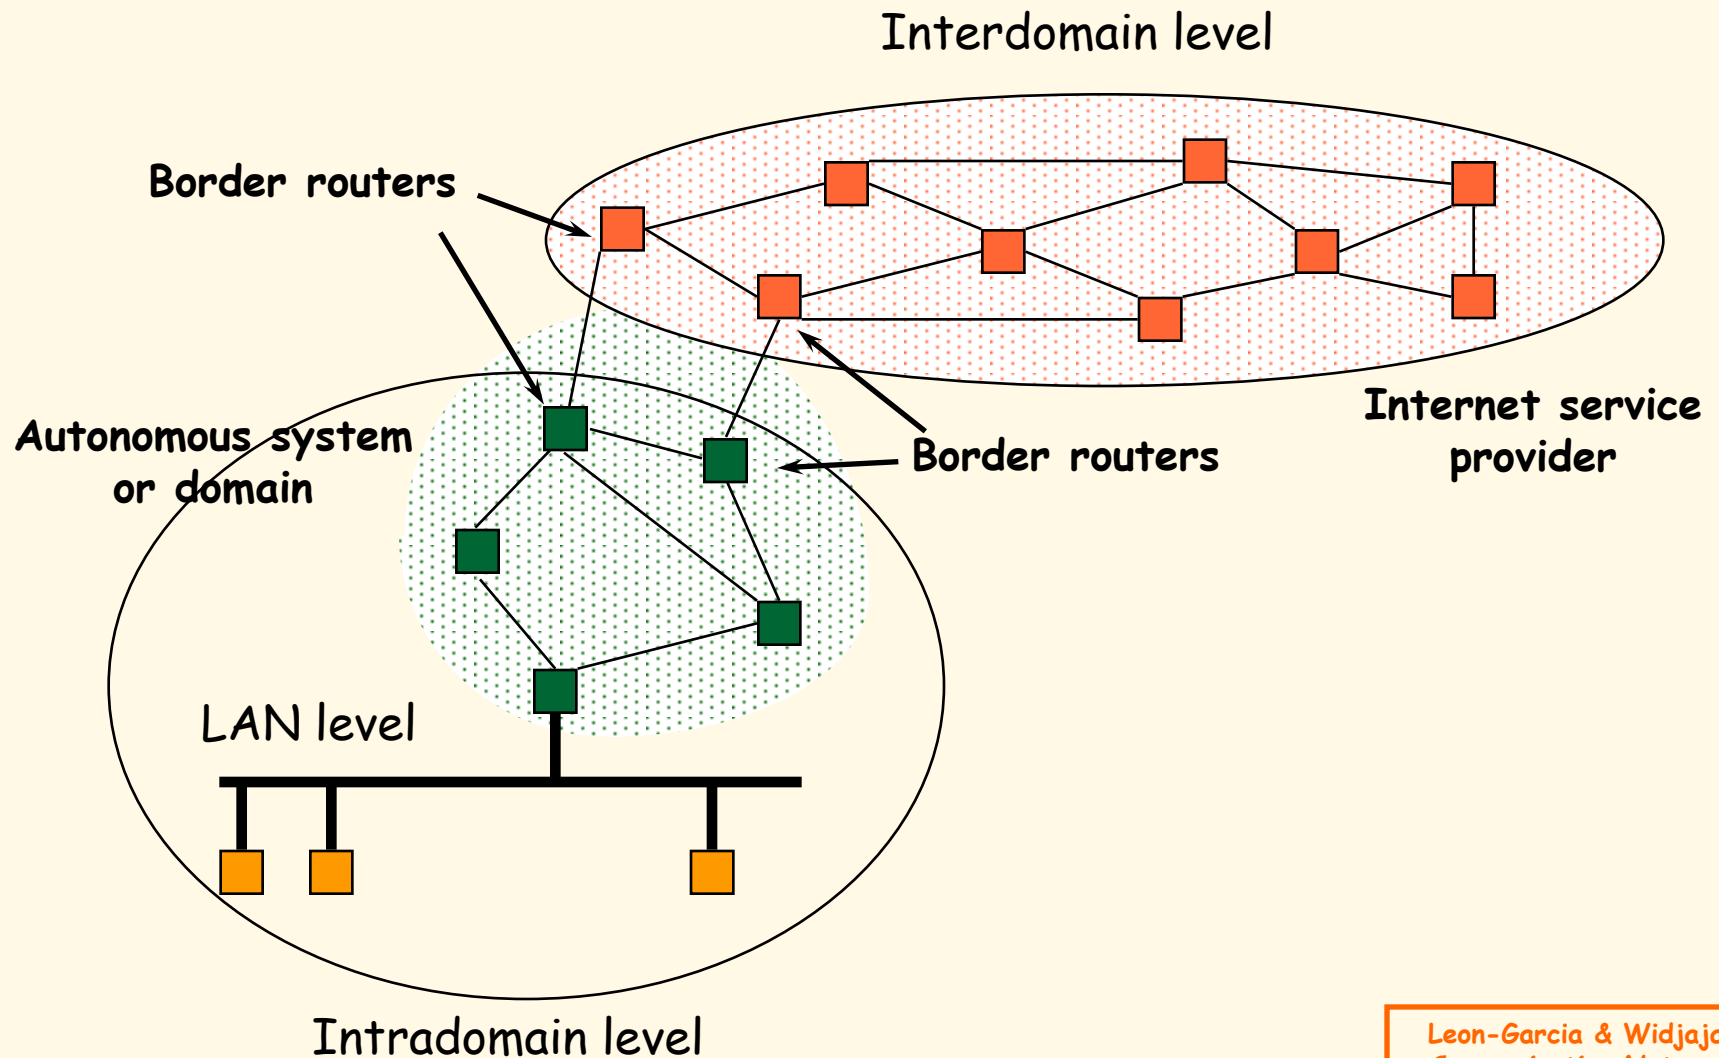 Interdomain level
Border routers
Autonomous system
or domain
Internet service
provider
Border routers
LAN level
Intradomain level
Leon-Garcia & Widjaja